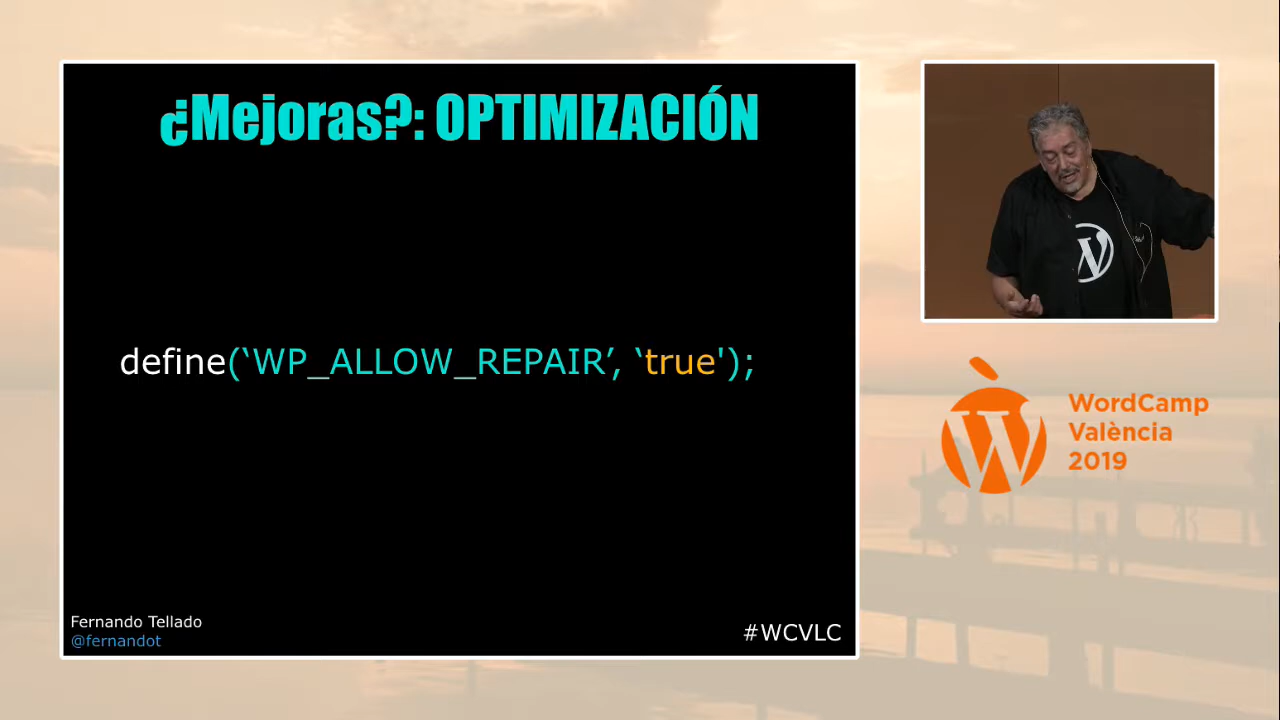 ¿Mejoras?: OPTIMIZACIÓN
define(‘WP_ALLOW_REPAIR’, ‘true');
Fernando Tellado
@fernandot
#WCVLC
WordCamp
València
2019